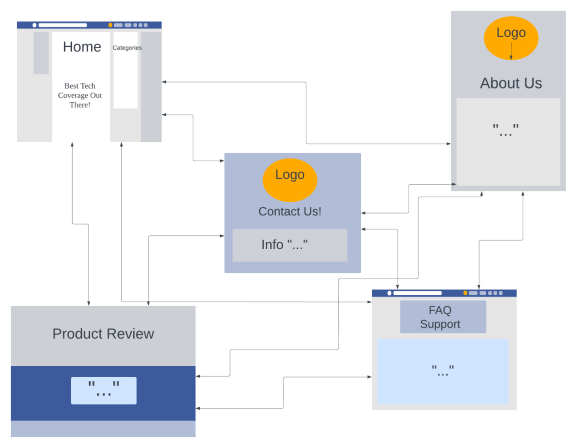 Home
Categories
Best Tech
Coverage Out
There!
Logo
About Us
"..."
Logo
Contact Us!
Info "..."
Product Review
"..."
FAQ
Support
"..."